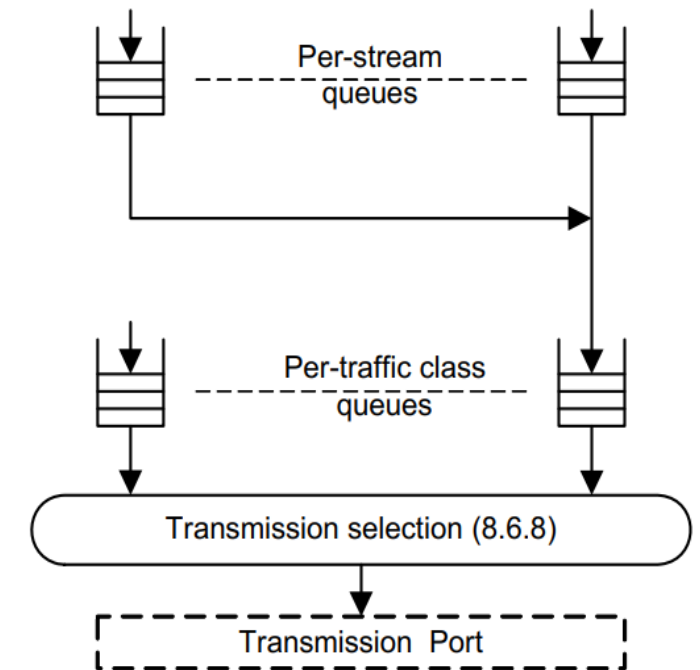 Per-stream
queues
Per-traffic class
queues
Transmission selection (8.6.8)
Transmission Port